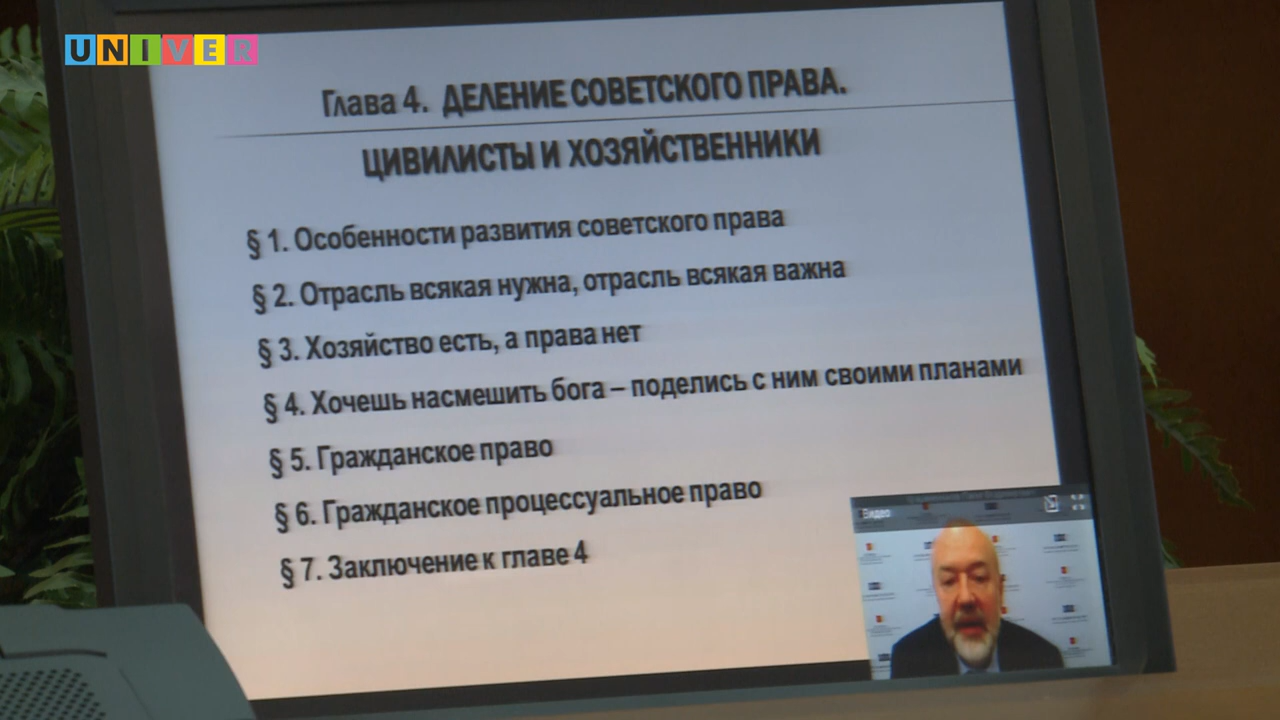 UNIVER
Глава 4. ДЕЛЕНИЕ СОВЕТСКОГО ПРАВА.
ЦИВИЛИСТЫ И ХОЗЯЙСТВЕННИКИ
§ 1. Особенности развития советского права
§ 2. Отрасль всякая нужна, отрасль всякая важна
§ 3. Хозяйство есть, а права нет
§ 4. Хочешь насмешить бога – поделись с ним своими планами
§ 5. Гражданское право
§ 6. Гражданское процессуальное право
§ 7. Заключение к главе 4
Видео